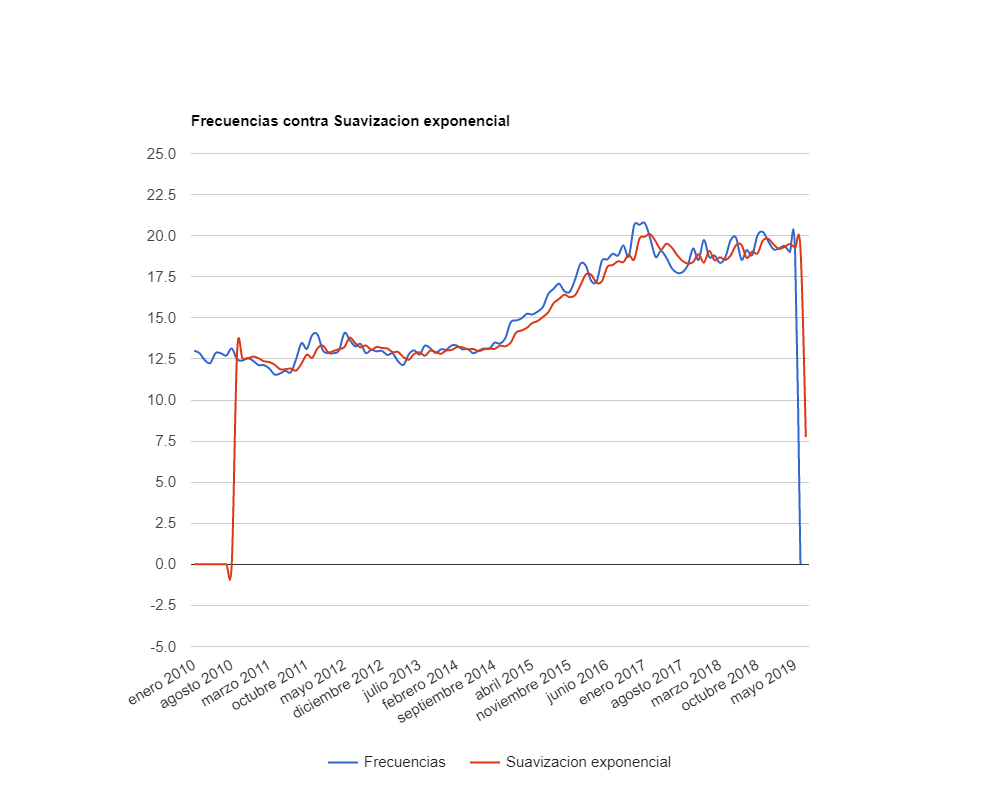 Frecuencias contra Suavizacion exponencial
25.0
22.5
20.0
17.5
15.0
12.5
10.0
7.5
5.0
2.5
0.0
-2.5
-5.0
enero 2010
agosto 2010
marzo 2011
octubre 2011
mayo 2012
diciembre 2012
julio 2013
febrero 2014
septiembre 2014
abril 2015
noviembre 2015
junio 2016
enero 2017
agosto 2017
marzo 2018
octubre 2018
mayo 2019
Frecuencias Suavizacion exponencial